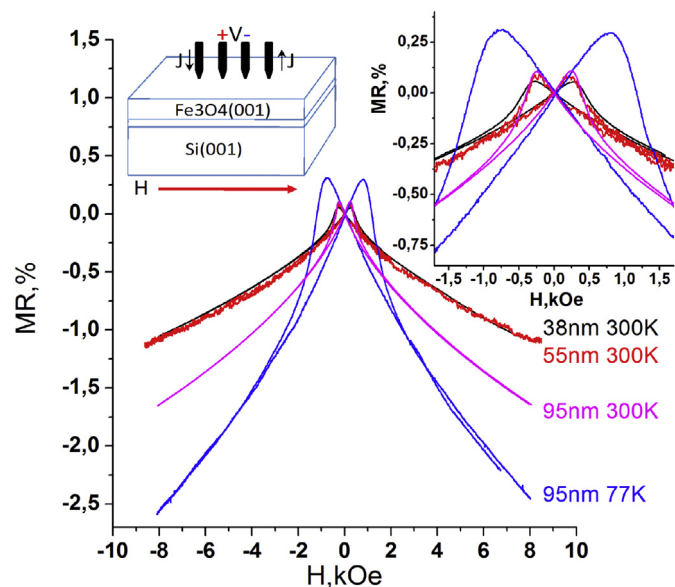 1,5
1,0
0,5
0,0
-0,5
-1,0
-1,5
-2,0
-2,5
MR,%
-10 -8 -6 -4 -2 0 2 4 6 8 10
H,kOe
+V-
J↓ ↑J
Fe3O4(001)
Si(001)
H
0,25
0,00
-0,25
-0,50
-0,75
MR,%
-1,5 -1,0 -0,5 0,0 0,5 1,0 1,5
H,kOe
38nm 300K
55nm 300K
95nm 300K
95nm 77K